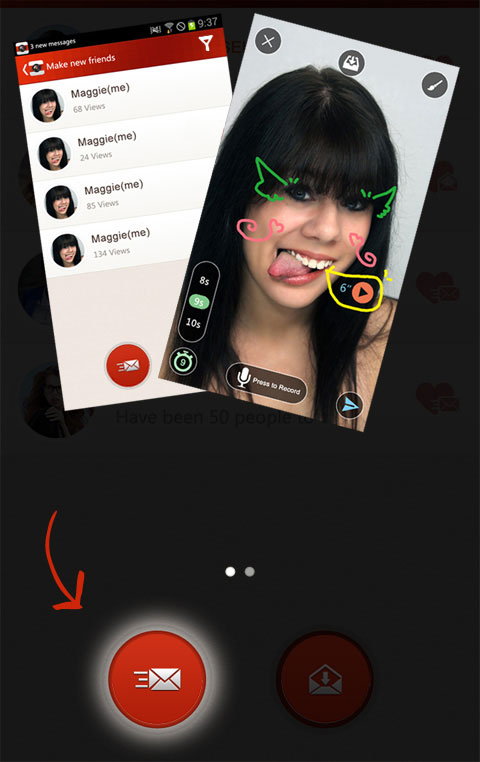 3 new messages
9:37
Make new friends
Maggie(me)
68 Views
Maggie(me)
24 Views
Maggie(me)
85 Views
Maggie(me)
134 Views
8s
9s
10s
9
6"
Press to Record
Have been 50 people to